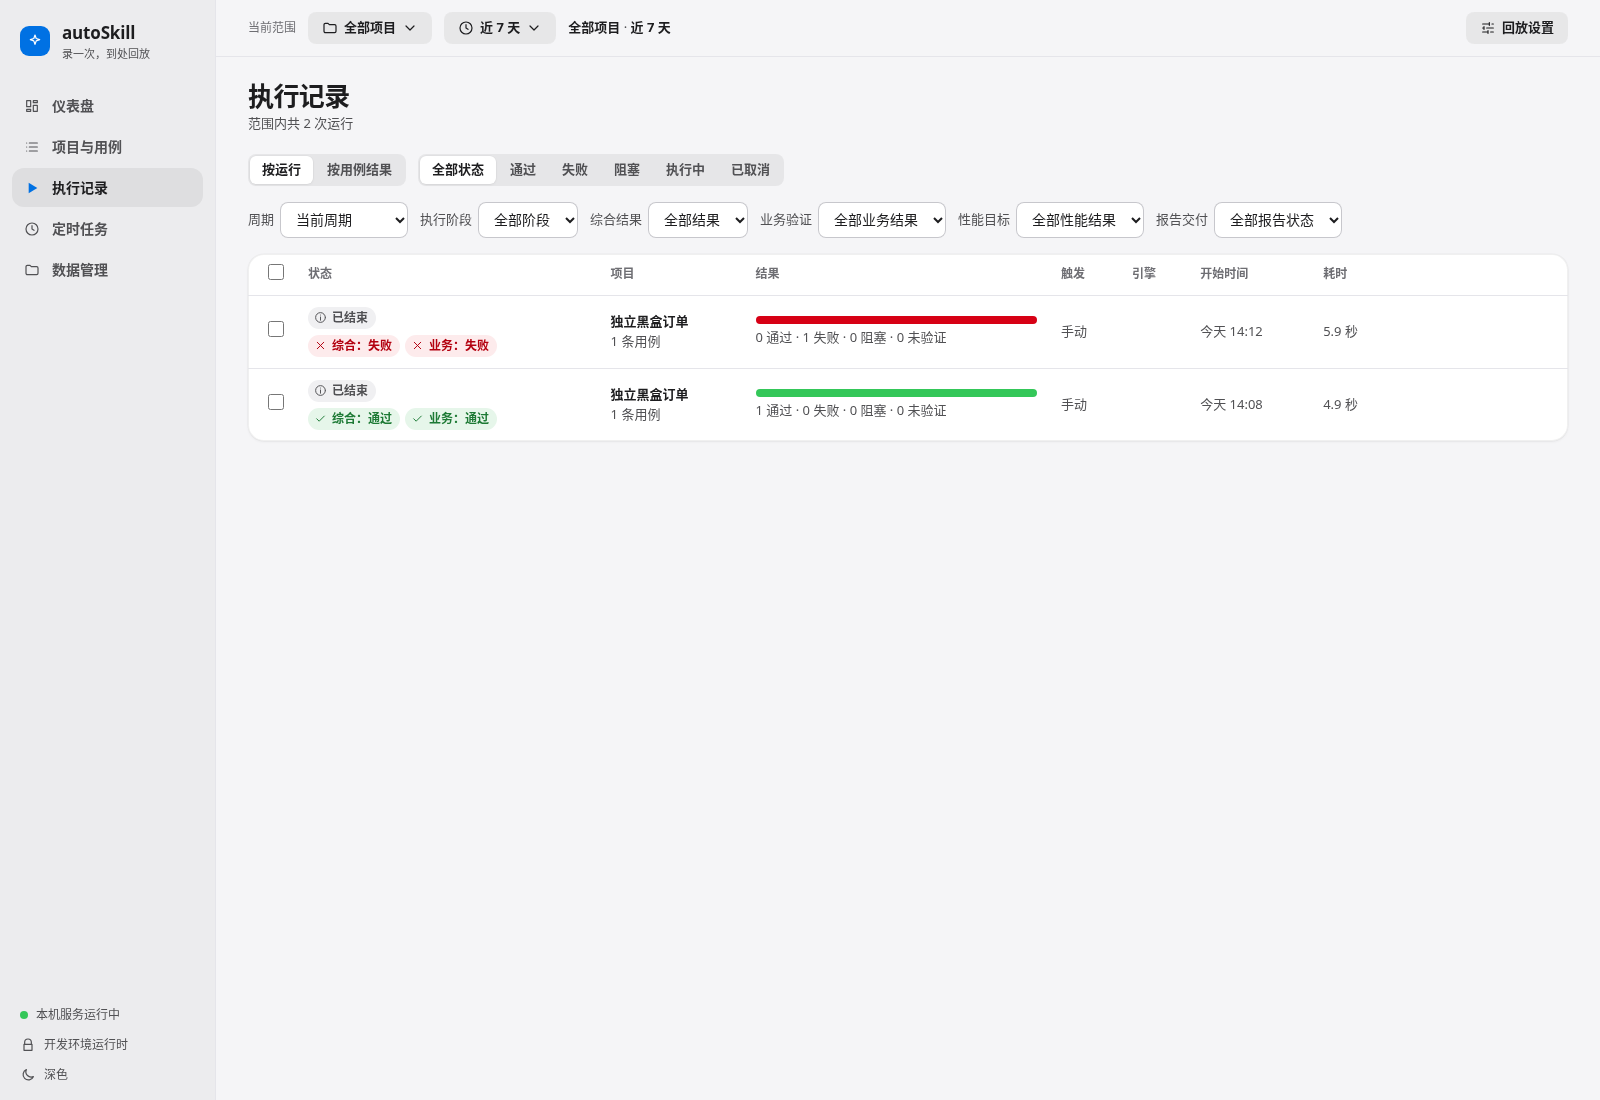 autoSkill
录一次，到处回放
仪表盘
项目与用例
执行记录
定时任务
数据管理
本机服务运行中
开发环境运行时
深色
当前范围 全部项目 近 7 天 全部项目 · 近 7 天 回放设置
执行记录
范围内共 2 次运行
按运行 按用例结果 全部状态 通过 失败 阻塞 执行中 已取消
周期 当前周期 执行阶段 全部阶段 综合结果 全部结果 业务验证 全部业务结果 性能目标 全部性能结果 报告交付 全部报告状态
状态 项目 结果 触发 引擎 开始时间 耗时
已结束
综合：失败 业务：失败
独立黑盒订单
1 条用例
0 通过 · 1 失败 · 0 阻塞 · 0 未验证
手动 今天 14:12 5.9 秒
已结束
综合：通过 业务：通过
独立黑盒订单
1 条用例
1 通过 · 0 失败 · 0 阻塞 · 0 未验证
手动 今天 14:08 4.9 秒